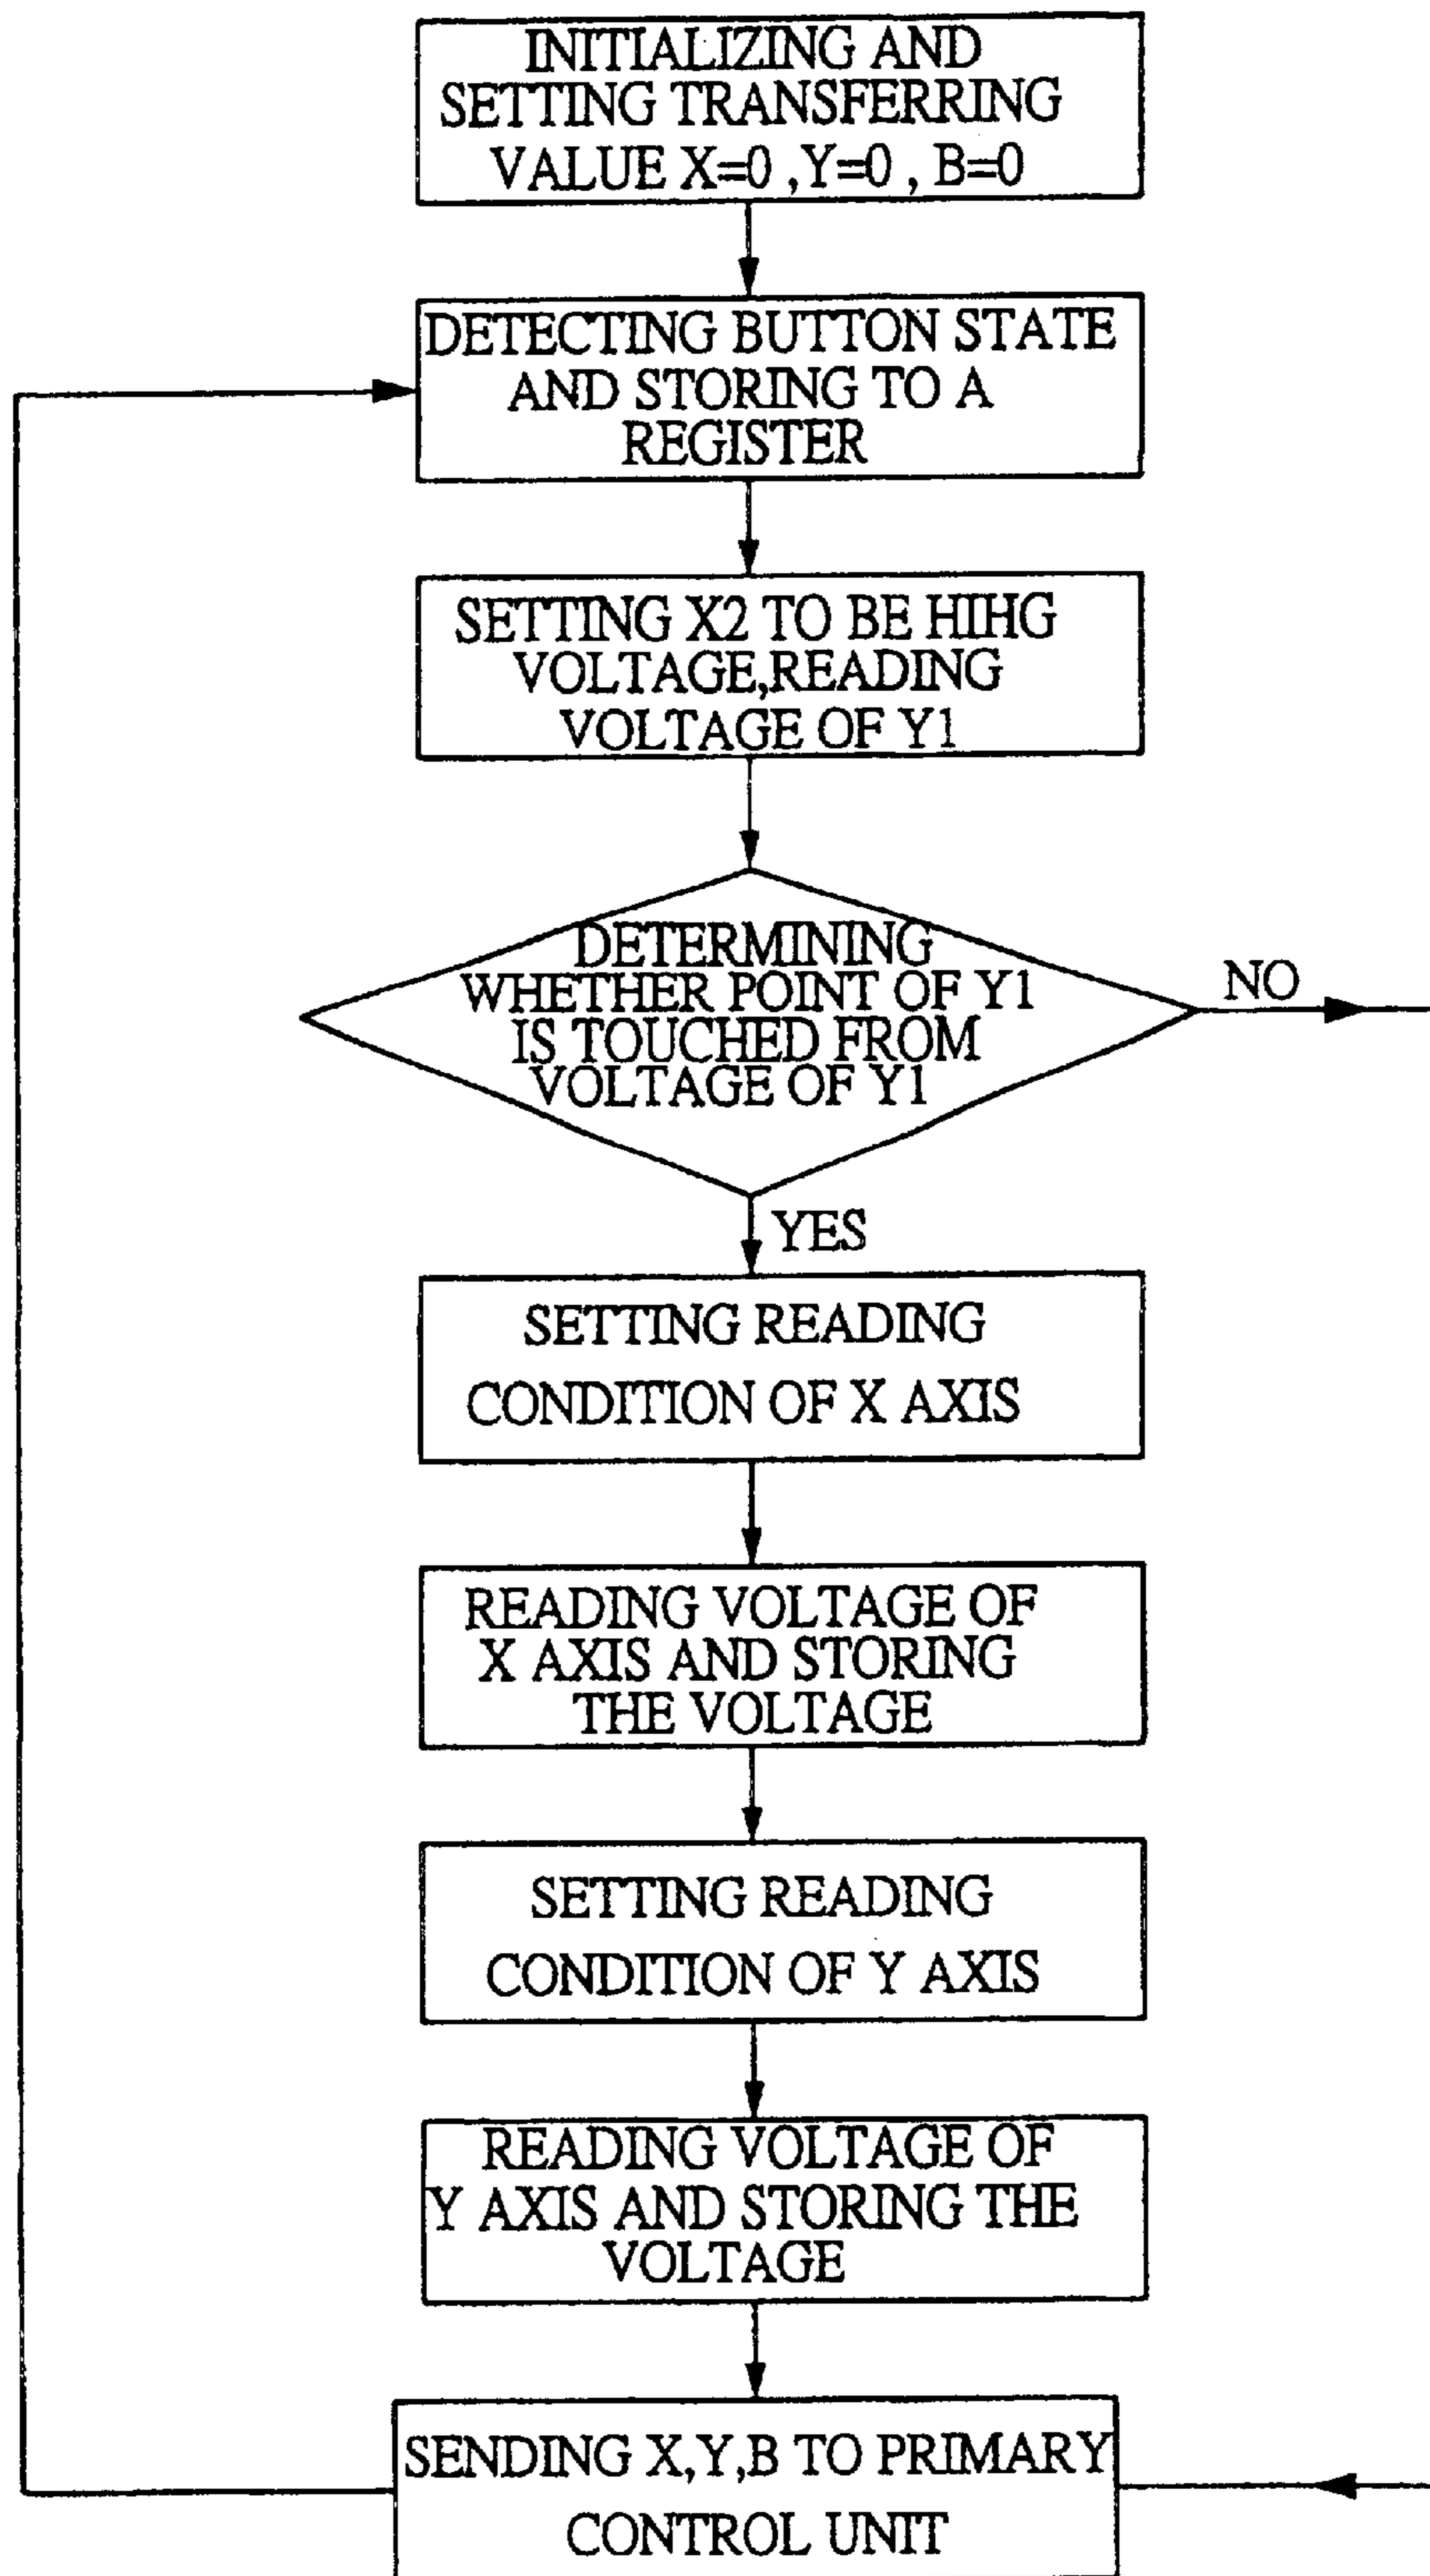 INITIALIZING AND
SETTING TRANSFERRING
VALUE X=0 ,Y=0 , B=0
DETECTING BUTTON STATE
AND STORING TO A
REGISTER
SETTING X2 TO BE HIHG
VOLTAGE,READING
VOLTAGE OF Y1
DETERMINING
WHETHER POINT OF Y1
IS TOUCHED FROM
VOLTAGE OF Y1
NO
YES
SETTING READING
CONDITION OF X AXIS
READING VOLTAGE OF
X AXIS AND STORING
THE VOLTAGE
SETTING READING
CONDITION OF Y AXIS
READING VOLTAGE OF
Y AXIS AND STORING THE
VOLTAGE
SENDING X,Y,B TO PRIMARY
CONTROL UNIT